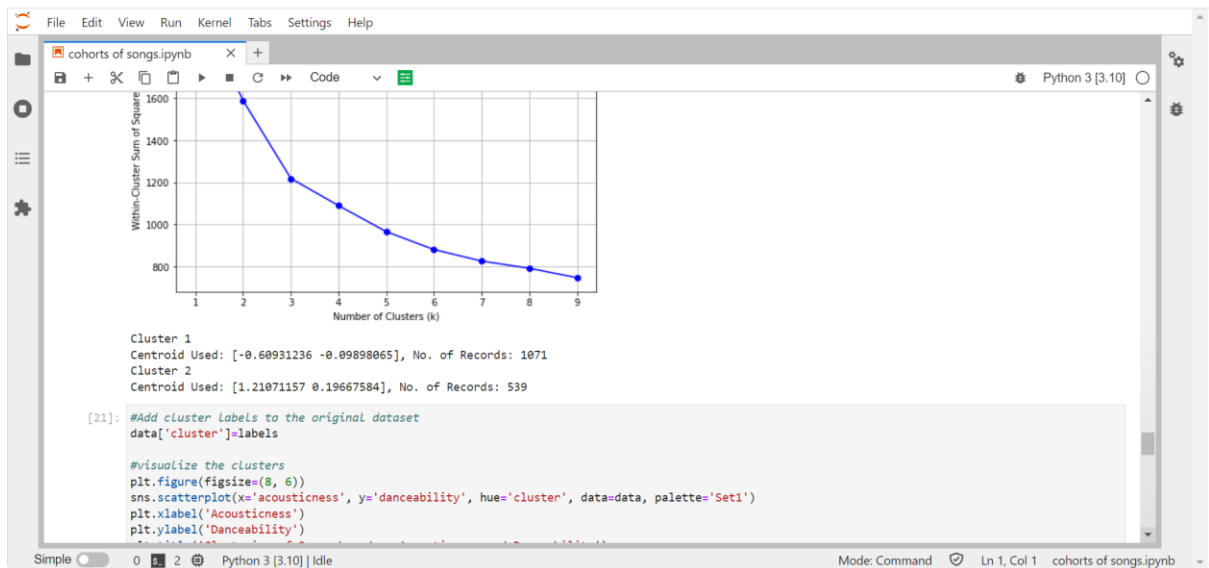 File Edit View Run Kernel Tabs Settings Help
cohorts of songs.ipynb × +
Code
Python 3 [3.10]
Within-Cluster Sum of Square
1600
1400
1200
1000
800
1 2 3 4 5 6 7 8 9
Number of Clusters (k)
Cluster 1
Centroid Used: [-0.60931236 -0.09898065], No. of Records: 1071
Cluster 2
Centroid Used: [1.21071157 0.19667584], No. of Records: 539
[21]: #Add cluster labels to the original dataset
data['cluster']=labels
#visualize the clusters
plt.figure(figsize=(8, 6))
sns.scatterplot(x='acousticness', y='danceability', hue='cluster', data=data, palette='Set1')
plt.xlabel('Acousticness')
plt.ylabel('Danceability')
Simple 0 $_ 2 Python 3 [3.10] | Idle Mode: Command Ln 1, Col 1 cohorts of songs.ipynb